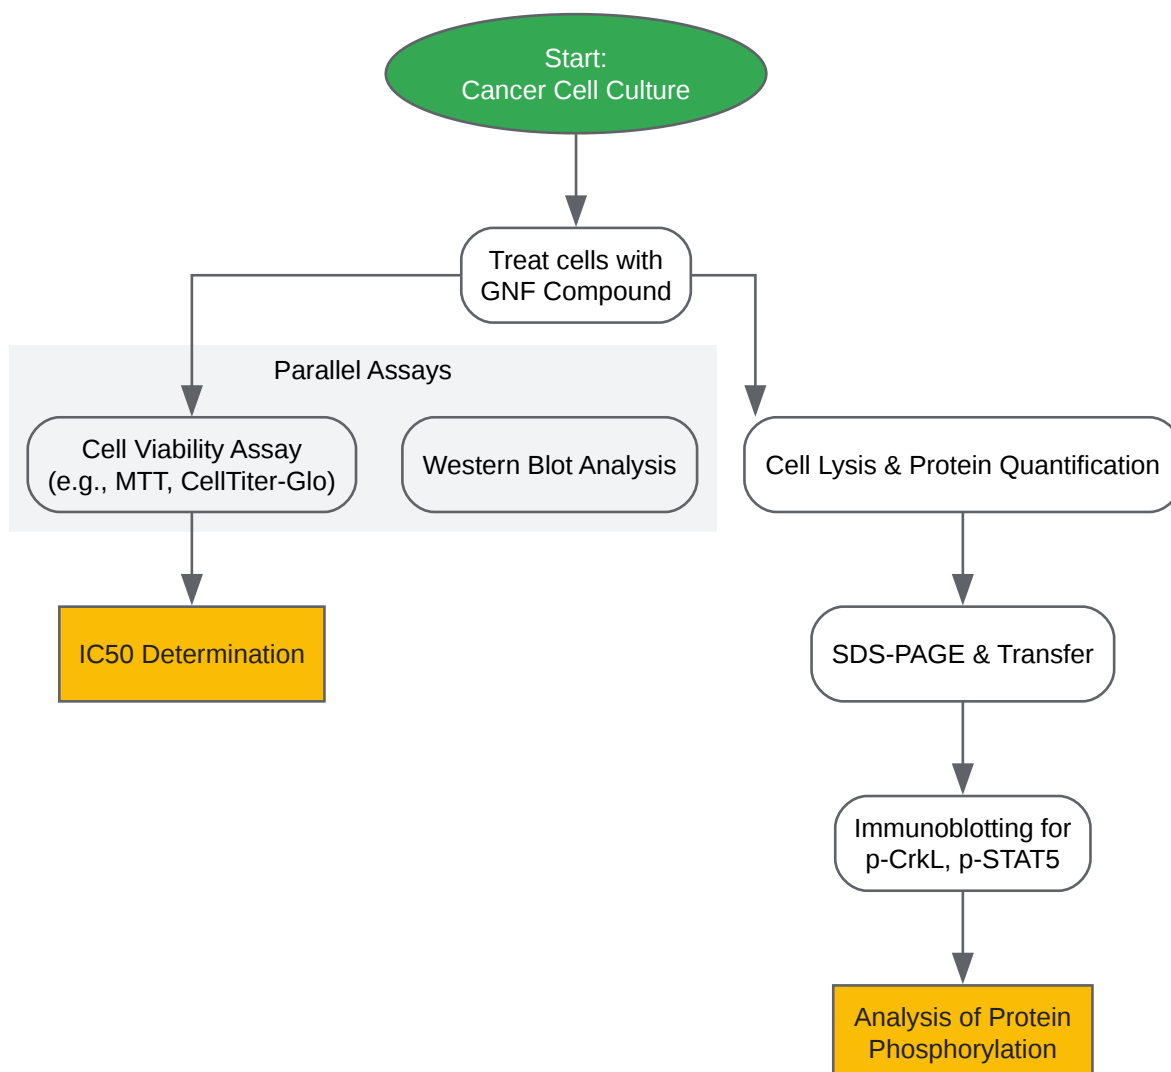 Start:
Cancer Cell Culture
Treat cells with
GNF Compound
Parallel Assays
Cell Viability Assay
(e.g., MTT, CellTiter-Glo)
Western Blot Analysis
Cell Lysis & Protein Quantification
IC50 Determination
SDS-PAGE & Transfer
Immunoblotting for
p-CrkL, p-STAT5
Analysis of Protein
Phosphorylation